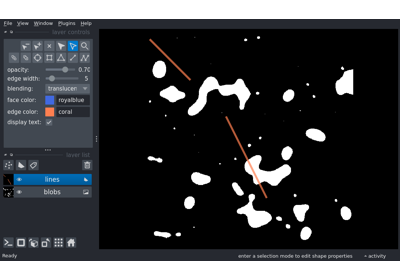 File View Window Plugins Help
layer controls
opacity: 0.70
edge width: 5
blending: translucen
face color: royalblue
edge color: coral
display text:
layer list
lines
blobs
Ready enter a selection mode to edit shape properties activity